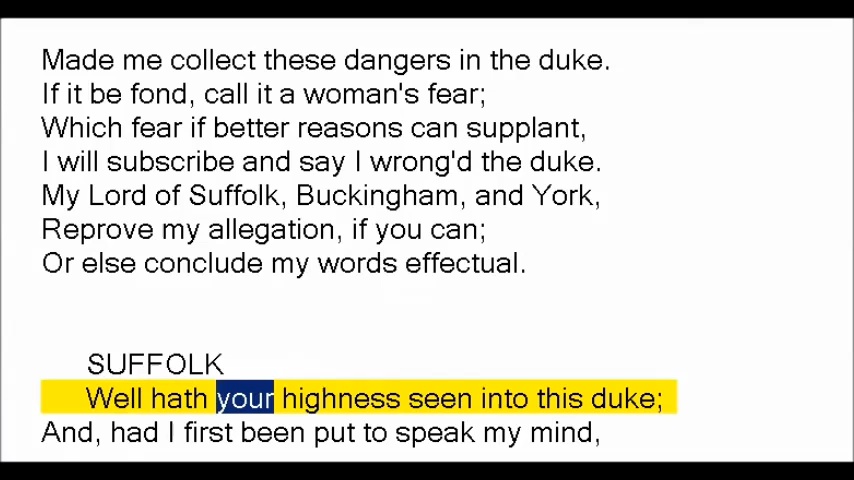 Made me collect these dangers in the duke.
If it be fond, call it a woman's fear;
Which fear if better reasons can supplant,
I will subscribe and say I wrong'd the duke.
My Lord of Suffolk, Buckingham, and York,
Reprove my allegation, if you can;
Or else conclude my words effectual.
SUFFOLK
Well hath your highness seen into this duke;
And, had I first been put to speak my mind,